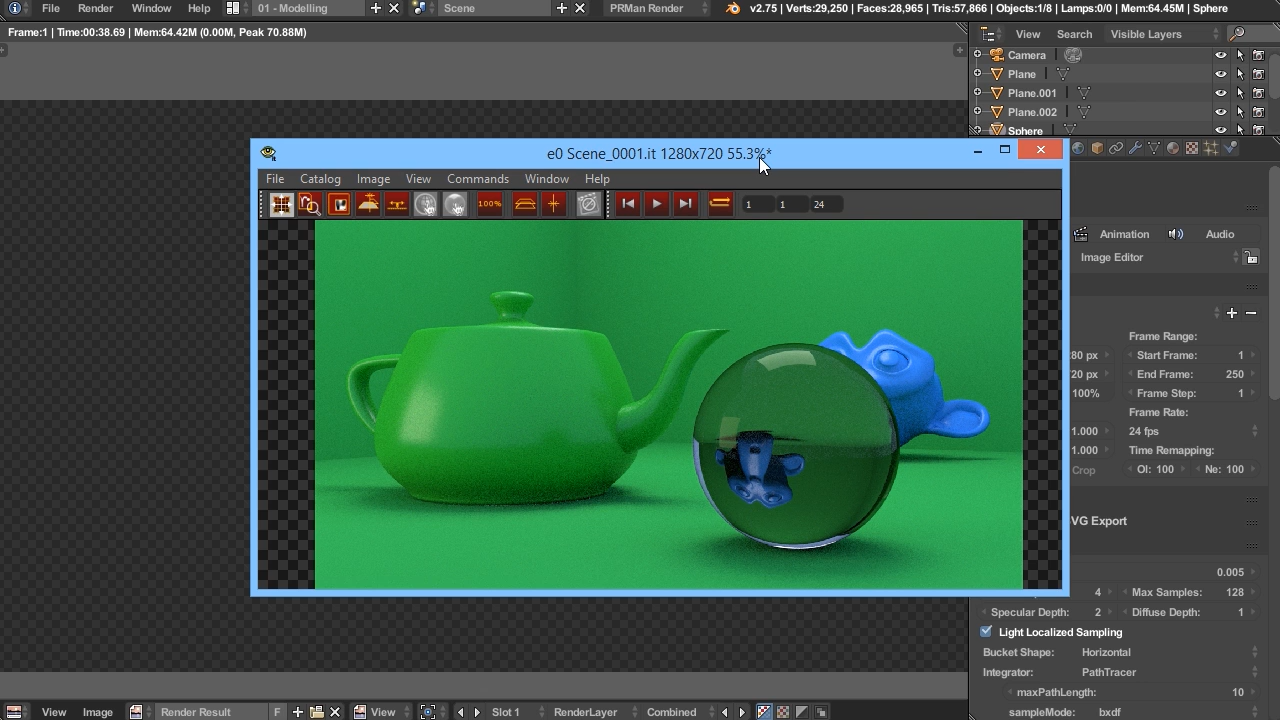 File Render Window Help 01 - Modelling Scene PRMan Render v2.75 | Verts:29,250 | Faces:28,965 | Tris:57,866 | Objects:1/8 | Lamps:0/0 | Mem:64.45M | Sphere
Frame:1 | Time:00:38.69 | Mem:64.42M (0.00M, Peak 70.88M)
View Search Visible Layers
Camera
Plane
Plane.001
Plane.002
Sphere
e0 Scene_0001.it 1280x720 55.3%*
File Catalog Image View Commands Window Help
100% 1 1 24
Animation Audio
Image Editor
Frame Range:
80 px Start Frame: 1
20 px End Frame: 250
100% Frame Step: 1
Frame Rate:
1.000 24 fps
1.000 Time Remapping:
Crop Ol: 100 Ne: 100
VG Export
0.005
4 Max Samples: 128
Specular Depth: 2 Diffuse Depth: 1
Light Localized Sampling
Bucket Shape: Horizontal
Integrator: PathTracer
maxPathLength: 10
sampleMode: bxdf
View Image Render Result F View Slot 1 RenderLayer Combined